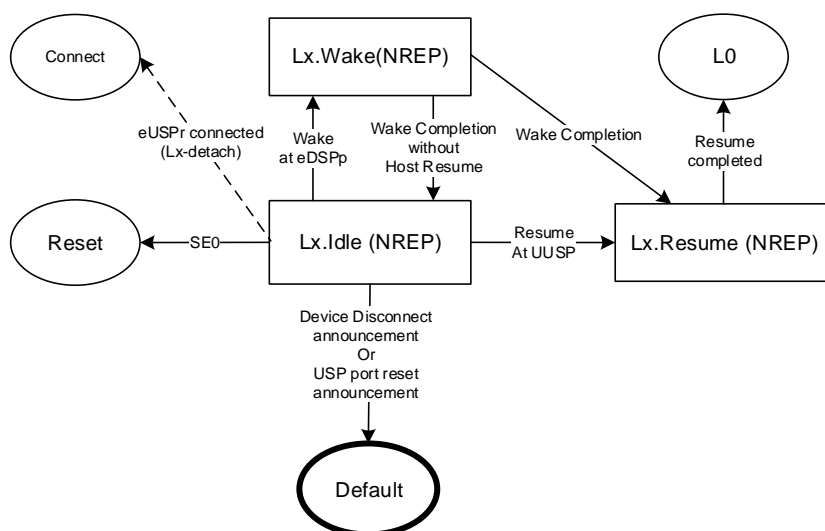 Connect
Lx.Wake(NREP)
L0
eUSPr connected
(Lx-detach)
Wake
at eDSPp
Wake Completion
without
Host Resume
Wake Completion
Resume
completed
Reset
SE0
Lx.Idle (NREP)
Resume
At UUSP
Lx.Resume (NREP)
Device Disconnect
announcement
Or
USP port reset
announcement
Default